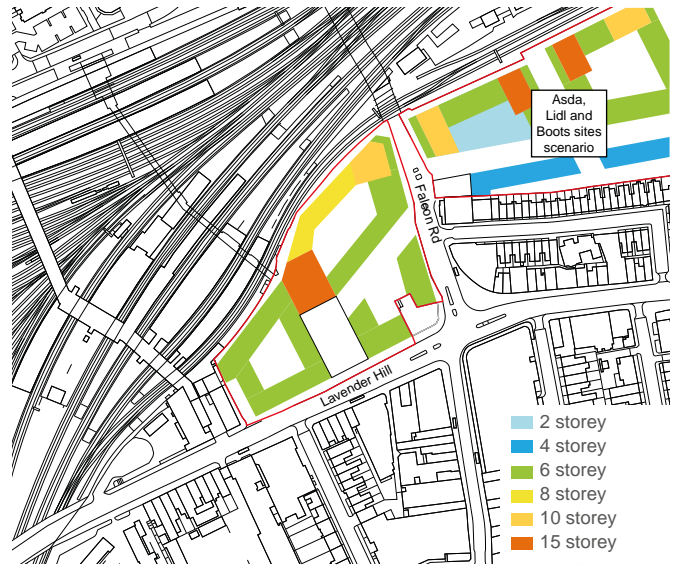 Asda,
Lidl and
Boots sites
scenario
Falcon Rd
Lavender Hill
2 storey
4 storey
6 storey
8 storey
10 storey
15 storey